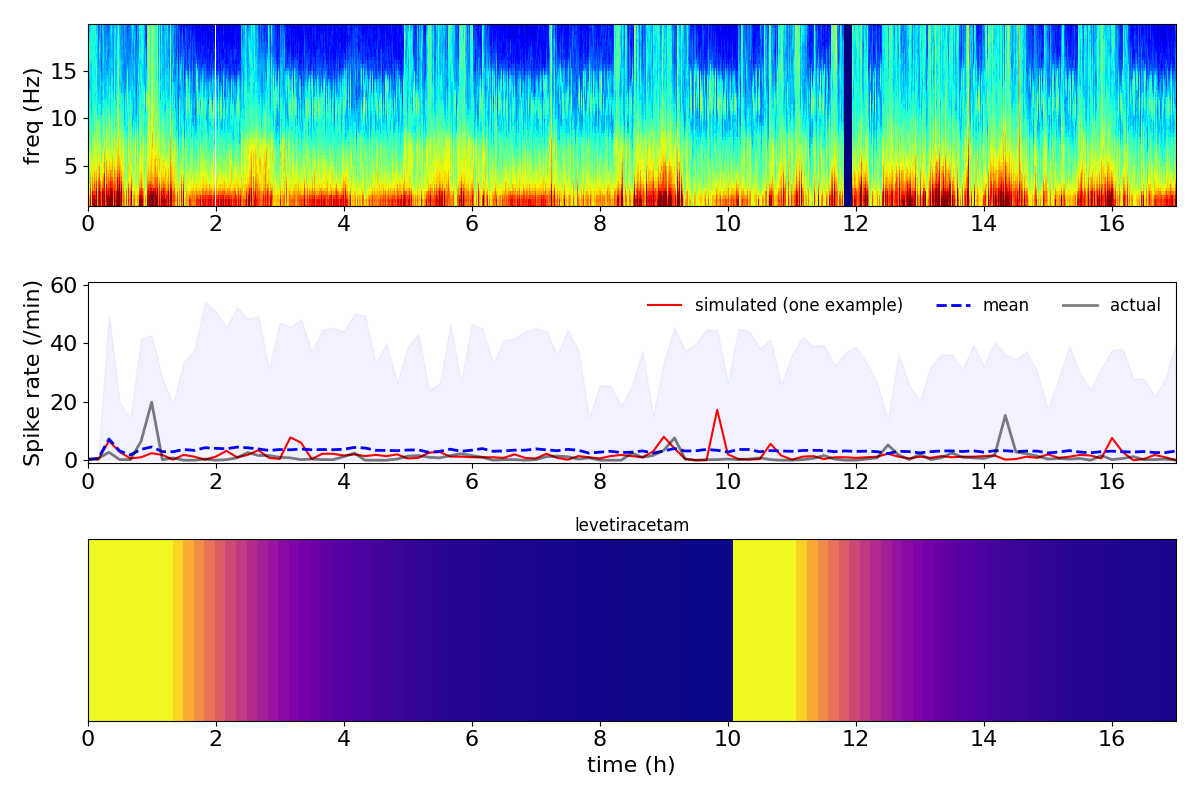 freq (Hz)
15
10
5
0 2 4 6 8 10 12 14 16
Spike rate (/min)
60
40
20
0
simulated (one example) mean actual
0 2 4 6 8 10 12 14 16
levetiracetam
0 2 4 6 8 10 12 14 16
time (h)